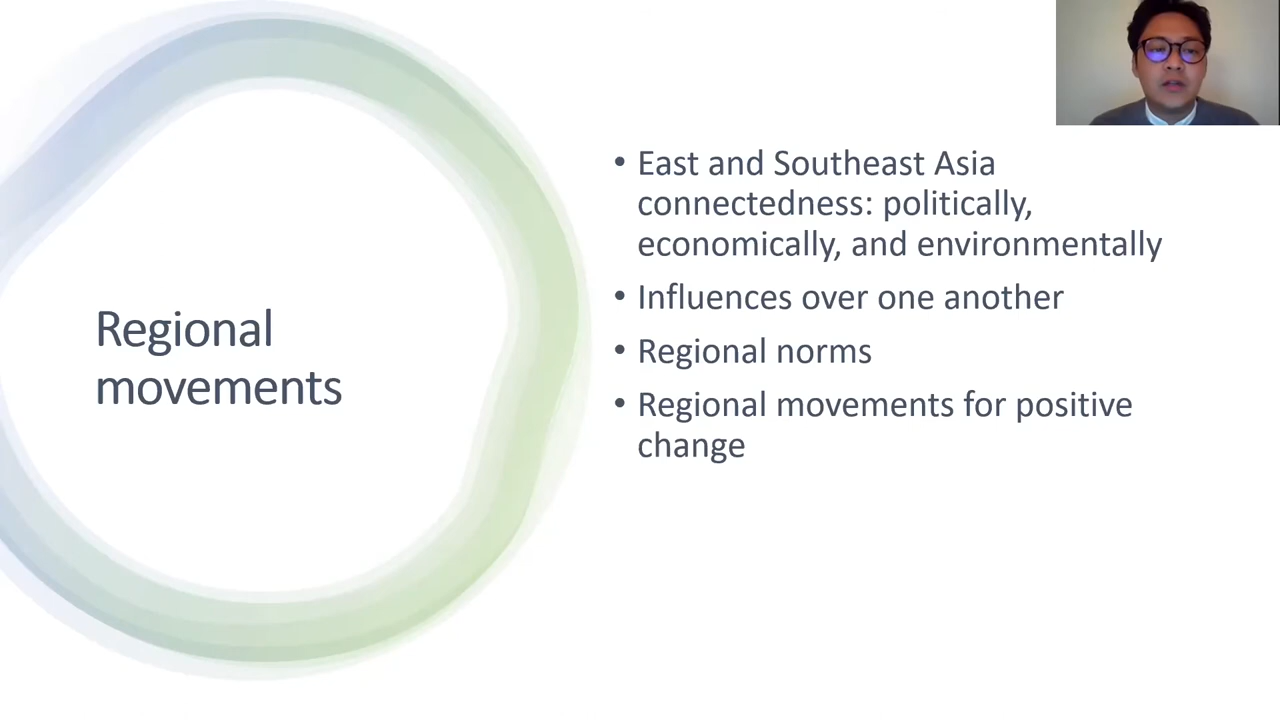 Regional
movements
• East and Southeast Asia
connectedness: politically,
economically, and environmentally
• Influences over one another
• Regional norms
• Regional movements for positive
change